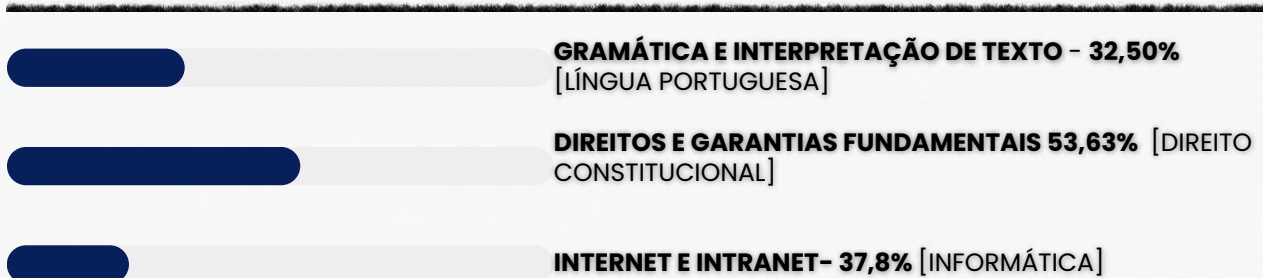 GRAMÁTICA E INTERPRETAÇÃO DE TEXTO - 32,50%
[LÍNGUA PORTUGUESA]
DIREITOS E GARANTIAS FUNDAMENTAIS 53,63% [DIREITO
CONSTITUCIONAL]
INTERNET E INTRANET- 37,8% [INFORMÁTICA]